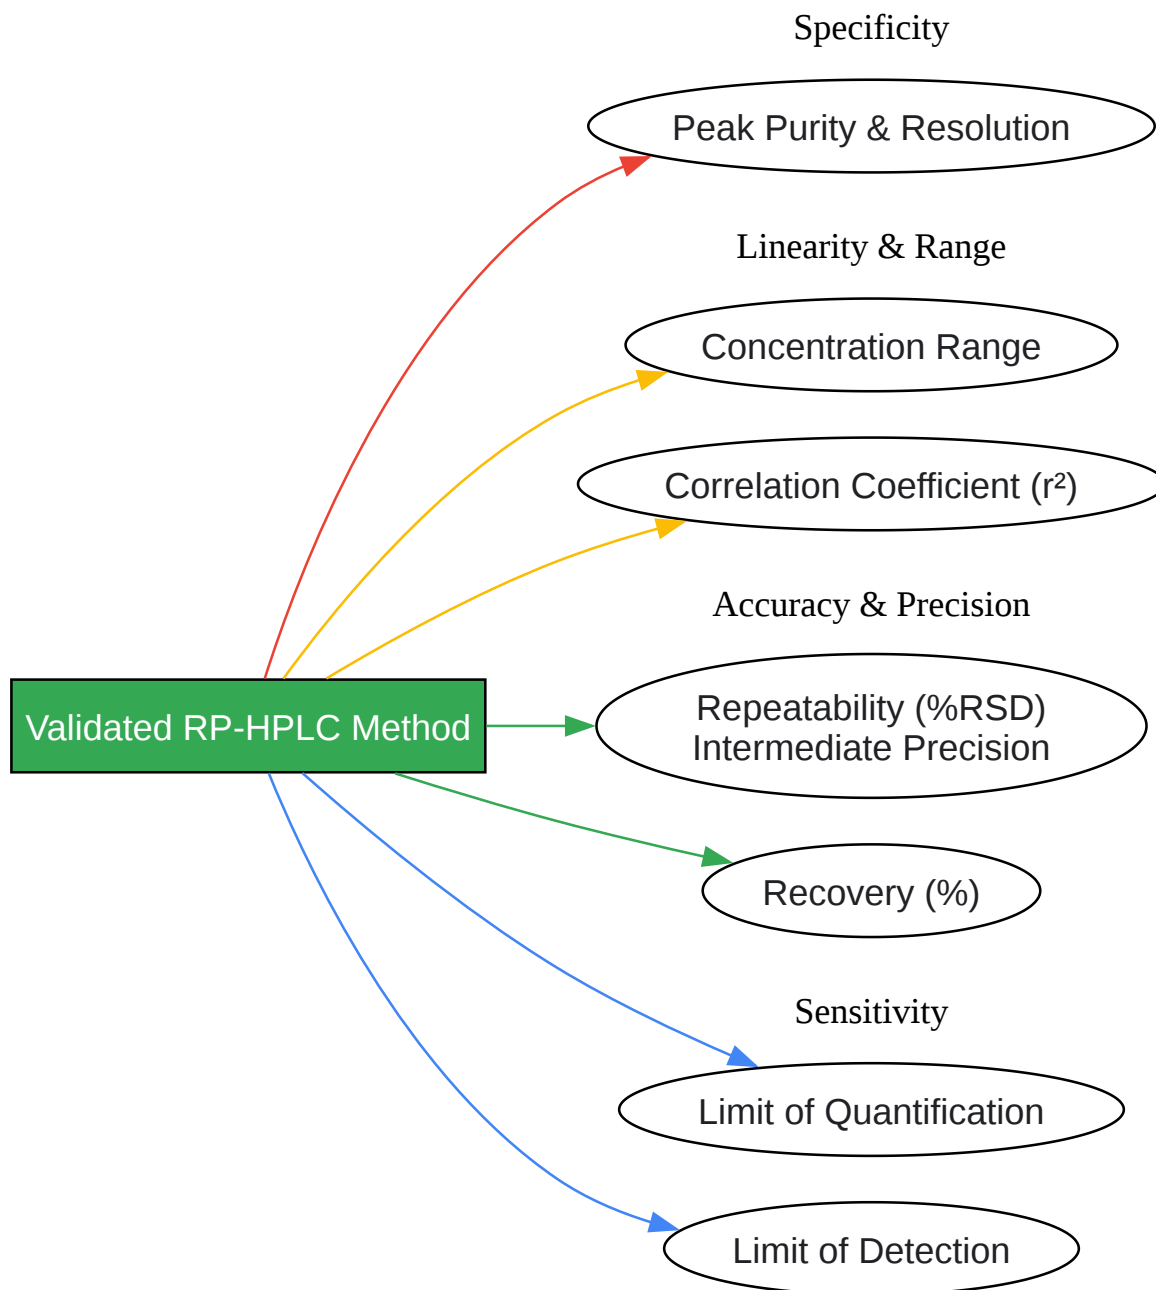 Specificity
Peak Purity & Resolution
Linearity & Range
Concentration Range
Correlation Coefficient (r²)
Accuracy & Precision
Validated RP-HPLC Method
Repeatability (%RSD)
Intermediate Precision
Recovery (%)
Sensitivity
Limit of Quantification
Limit of Detection